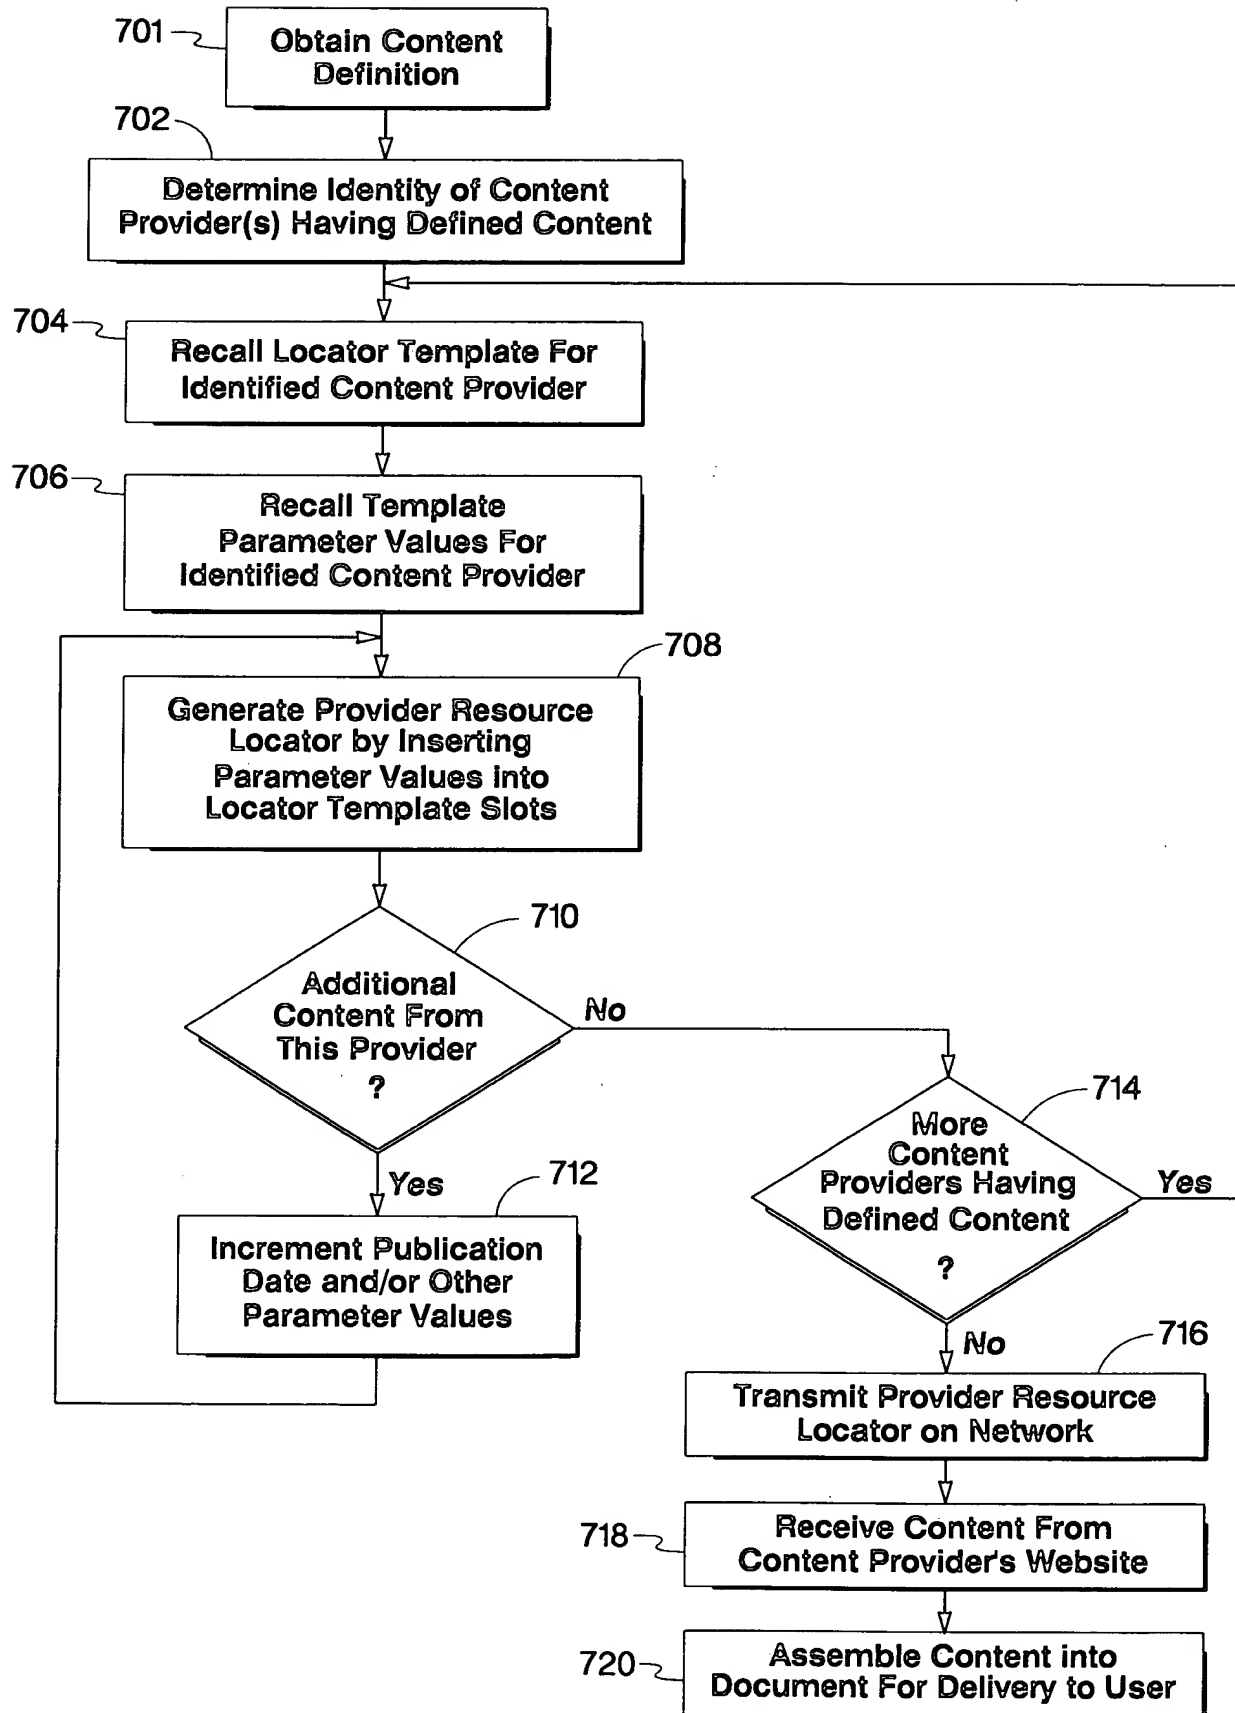 701
Obtain Content
Definition
702
Determine Identity of Content
Provider(s) Having Defined Content
704
Recall Locator Template For
Identified Content Provider
706
Recall Template
Parameter Values For
Identified Content Provider
708
Generate Provider Resource
Locator by Inserting
Parameter Values into
Locator Template Slots
710
Additional
Content From
This Provider
?
No
Yes
712
Increment Publication
Date and/or Other
Parameter Values
714
More
Content
Providers Having
Defined Content
?
Yes
No
716
Transmit Provider Resource
Locator on Network
718
Receive Content From
Content Provider's Website
720
Assemble Content into
Document For Delivery to User